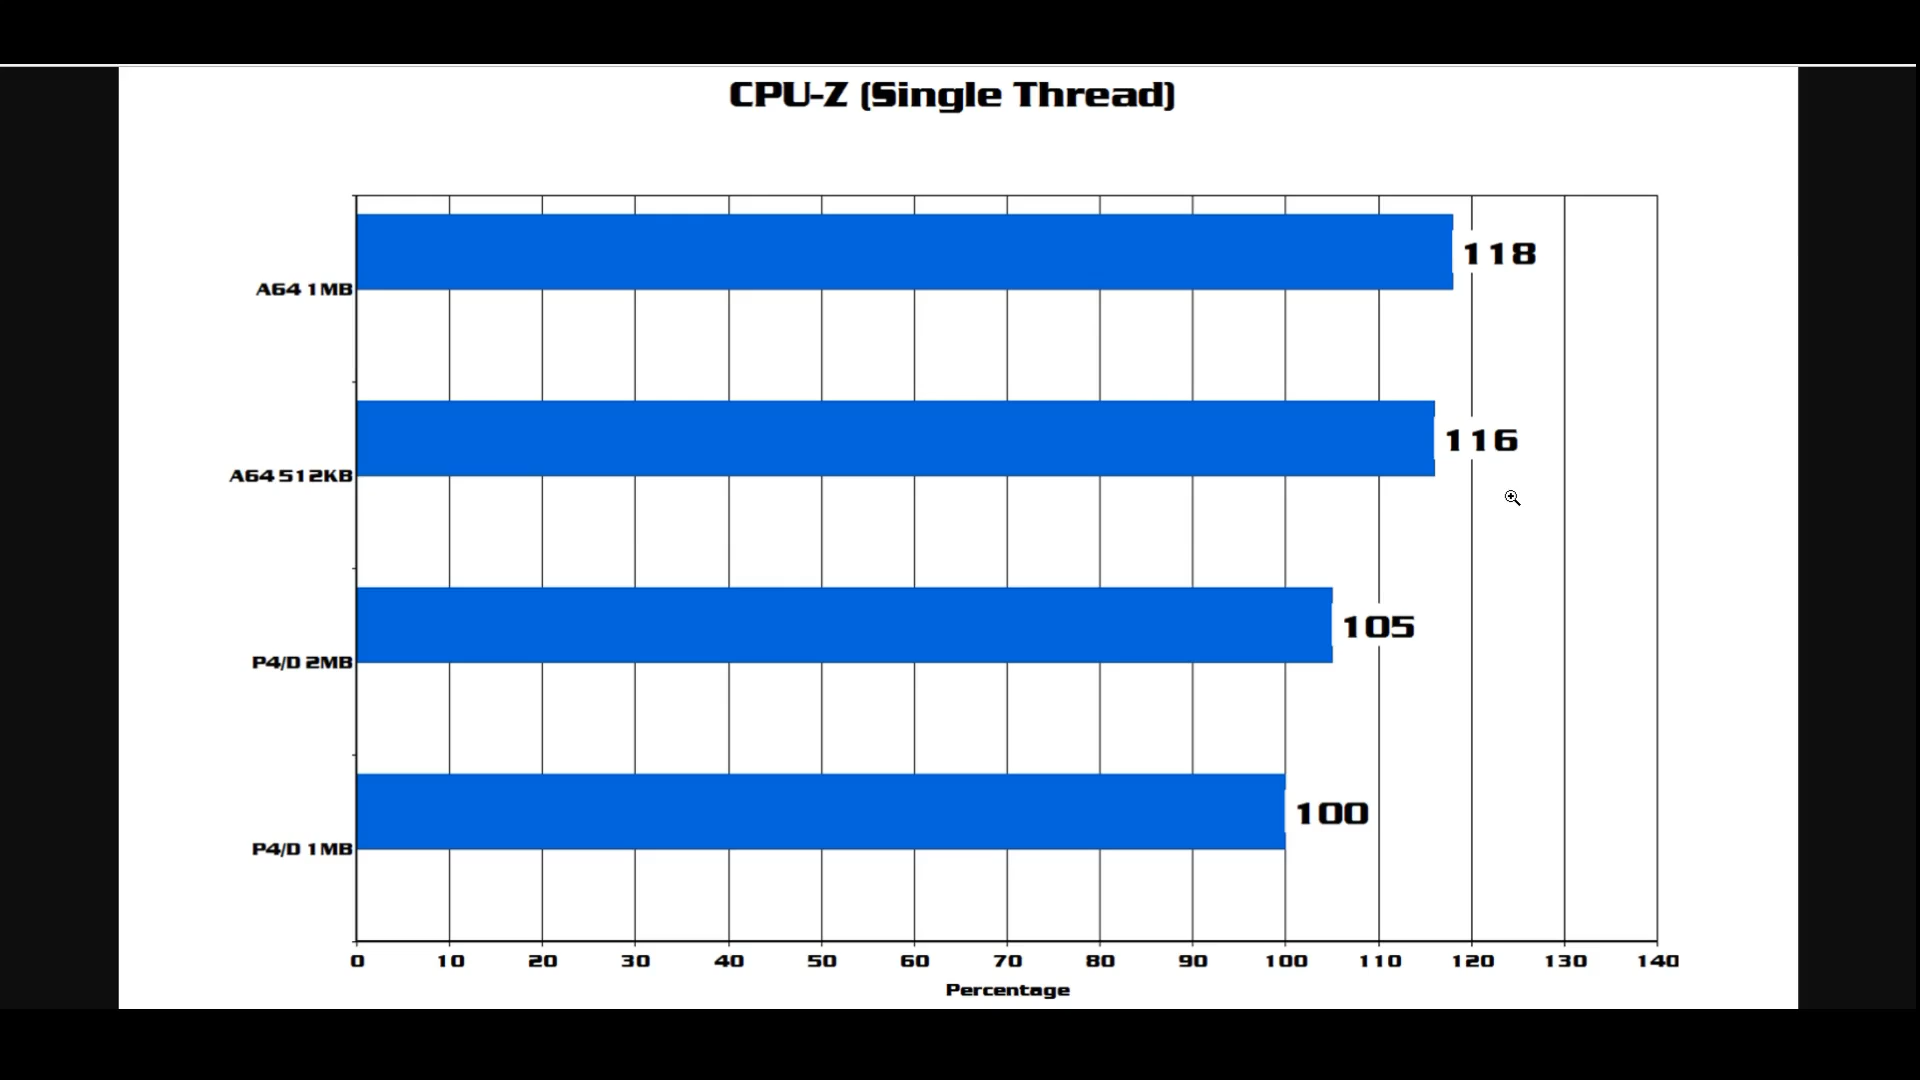 CPU-Z (Single Thread)
118
A64 1MB
116
A64 512KB
105
P4/D 2MB
100
P4/D 1MB
0 10 20 30 40 50 60 70 80 90 100 110 120 130 140
Percentage